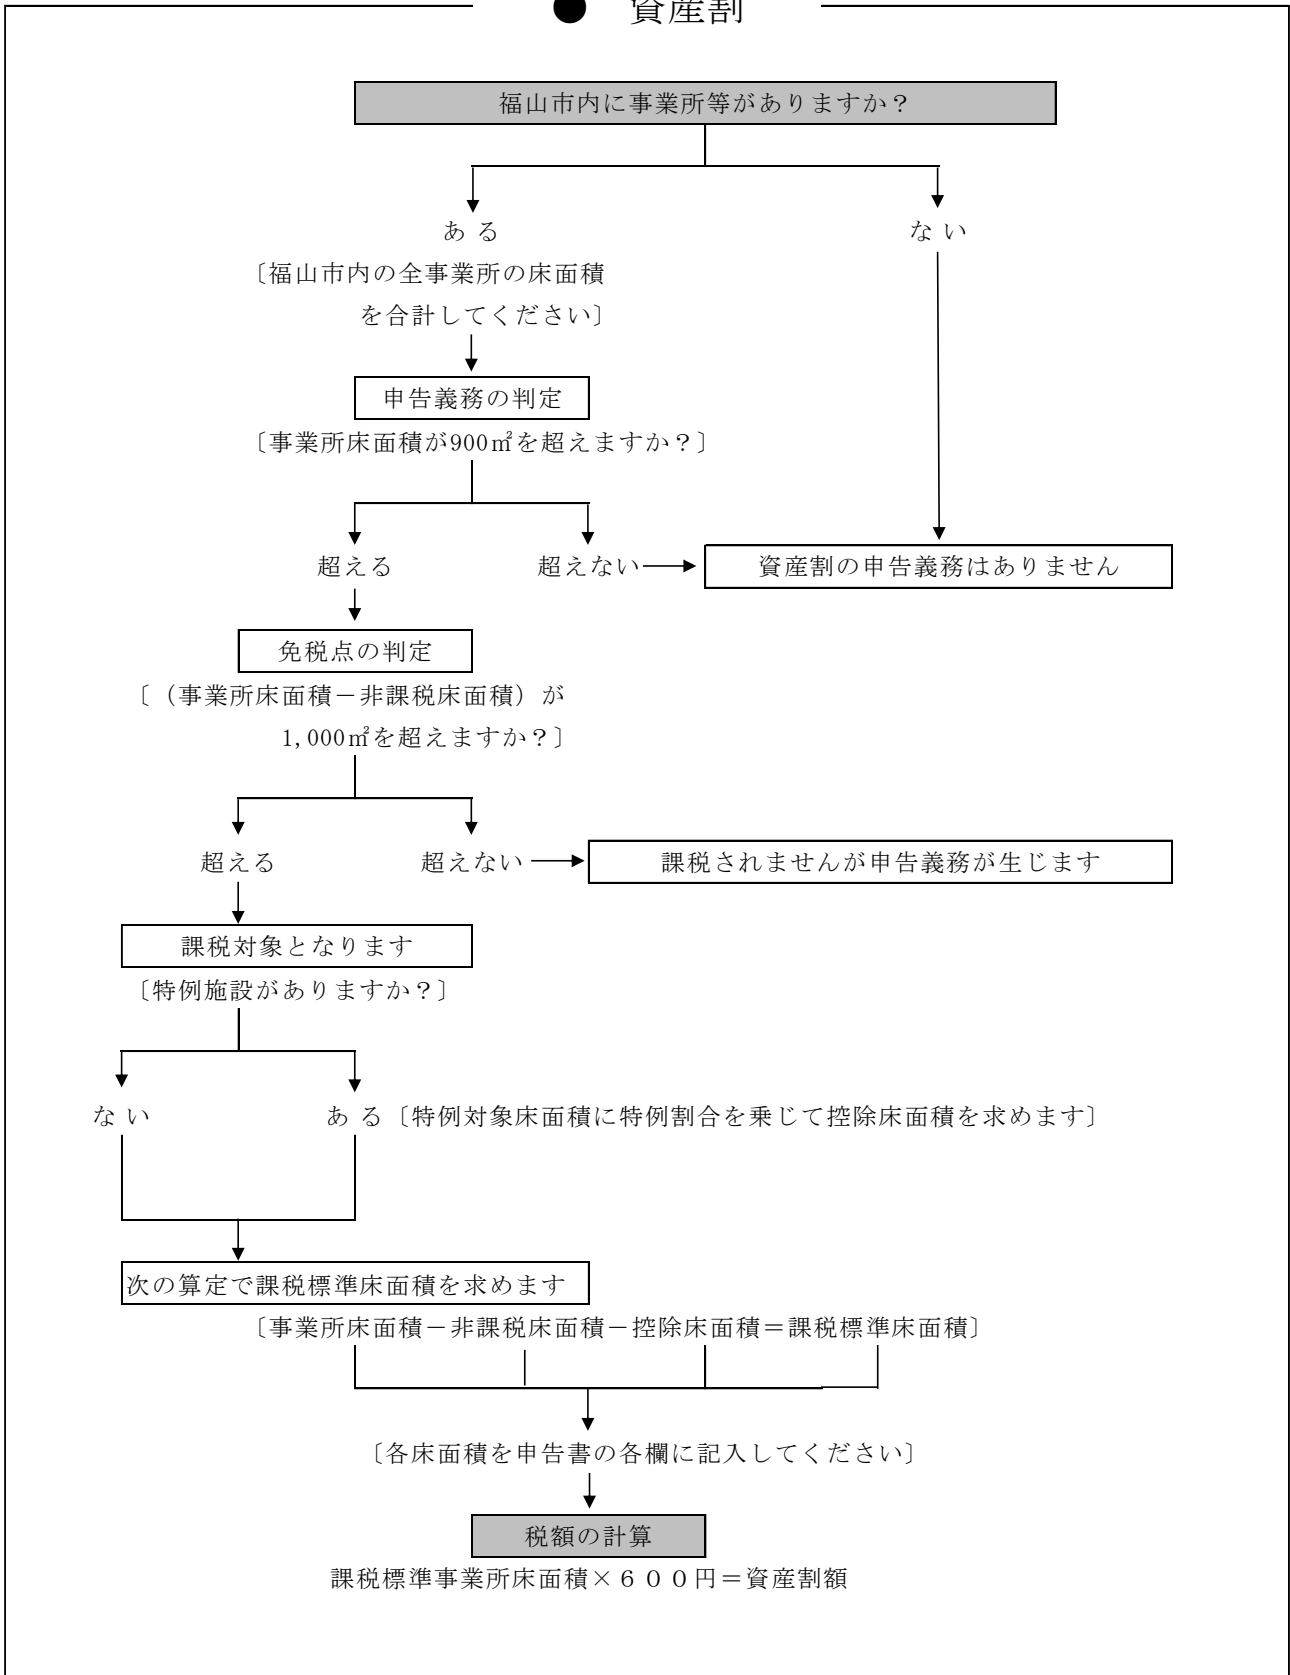 ● 資産割
福山市内に事業所等がありますか？
ある
ない
〔福山市内の全事業所の床面積
を合計してください〕
申告義務の判定
〔事業所床面積が900㎡を超えますか？〕
超える
超えない
資産割の申告義務はありません
免税点の判定
〔（事業所床面積－非課税床面積）が
1,000㎡を超えますか？〕
超える
超えない
課税されませんが申告義務が生じます
課税対象となります
〔特例施設がありますか？〕
ない
ある〔特例対象床面積に特例割合を乗じて控除床面積を求めます〕
次の算定で課税標準床面積を求めます
〔事業所床面積－非課税床面積－控除床面積＝課税標準床面積〕
〔各床面積を申告書の各欄に記入してください〕
税額の計算
課税標準事業所床面積×６００円＝資産割額